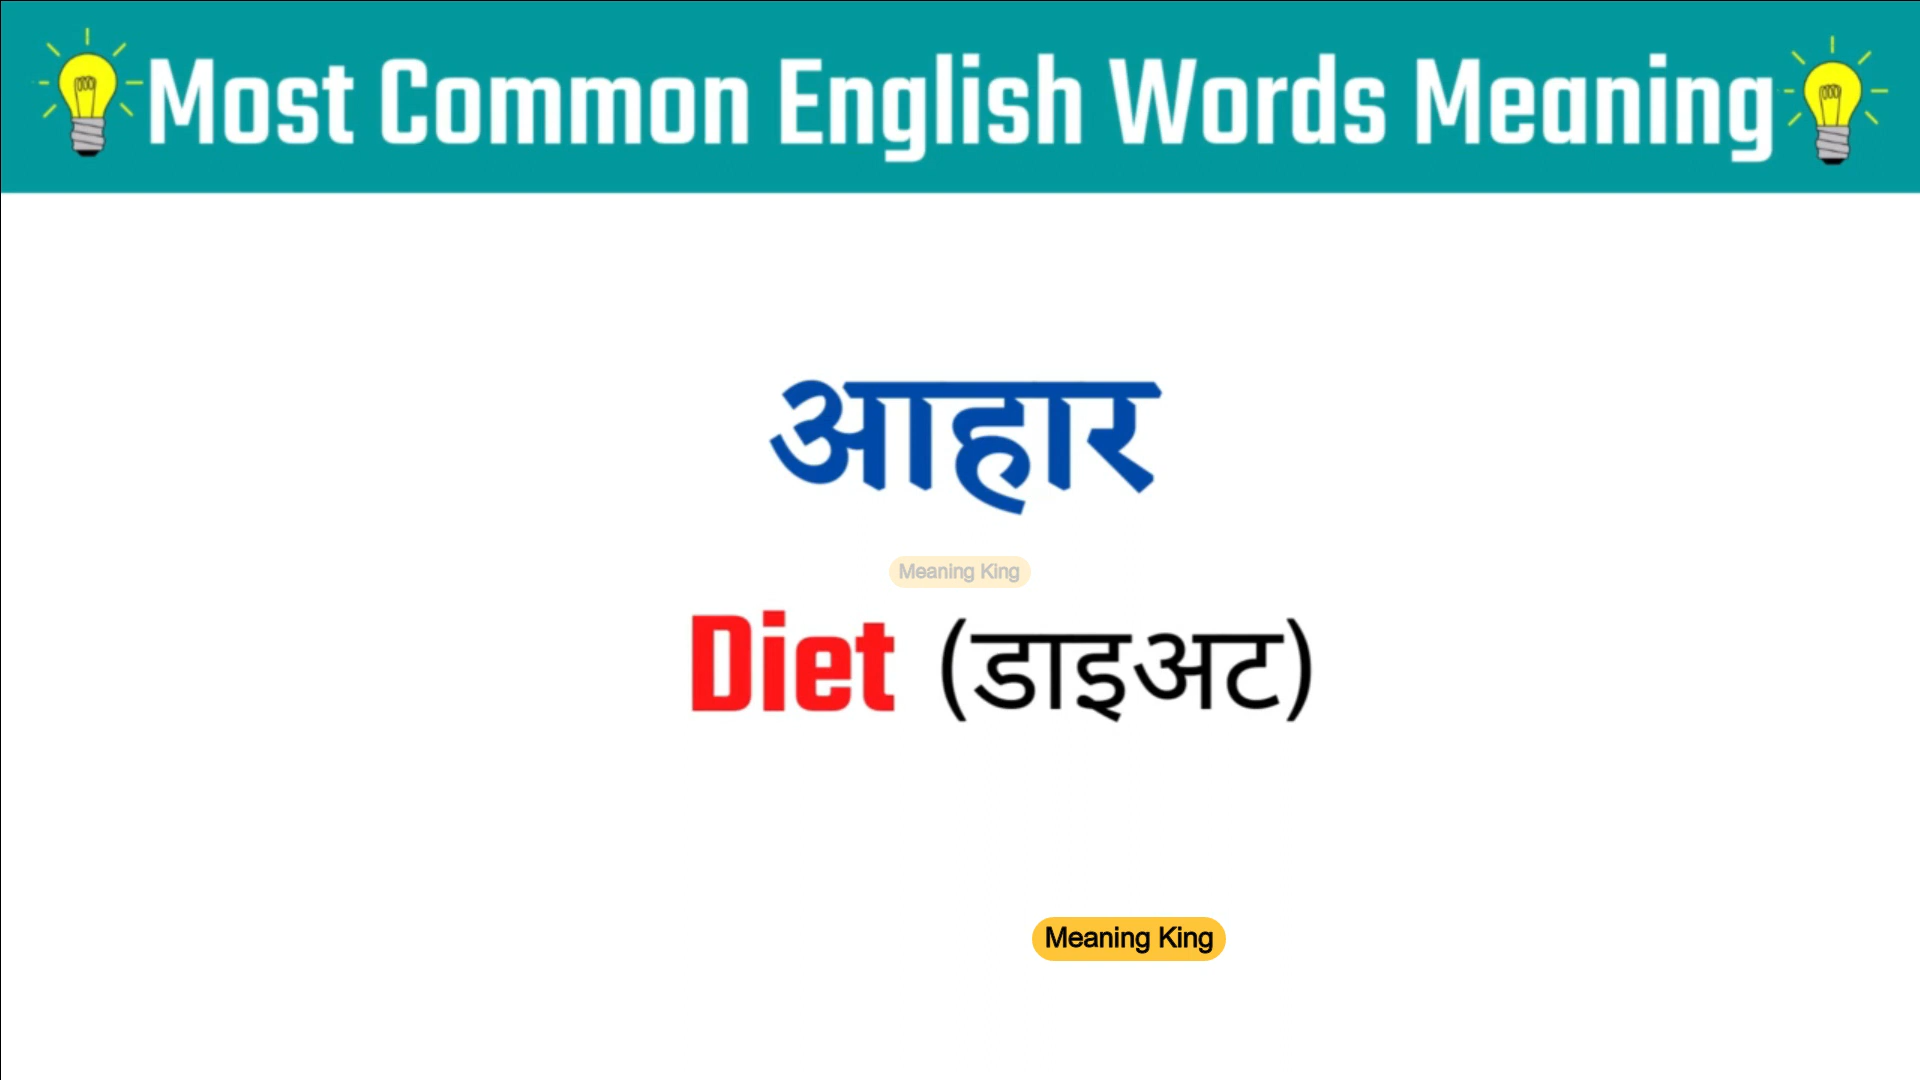 Most Common English Words Meaning
आहार
Meaning King
Diet (डाइअट)
Meaning King